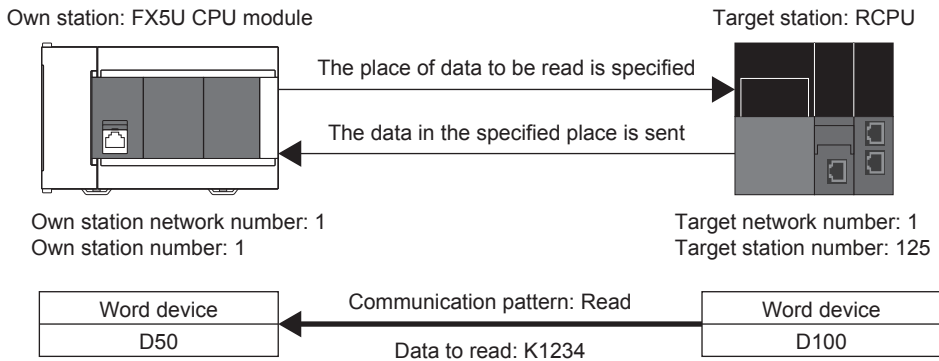 Own station: FX5U CPU module
Target station: RCPU
The place of data to be read is specified
The data in the specified place is sent
Own station network number: 1
Own station number: 1
Target network number: 1
Target station number: 125
Word device
D50
Communication pattern: Read
Data to read: K1234
Word device
D100